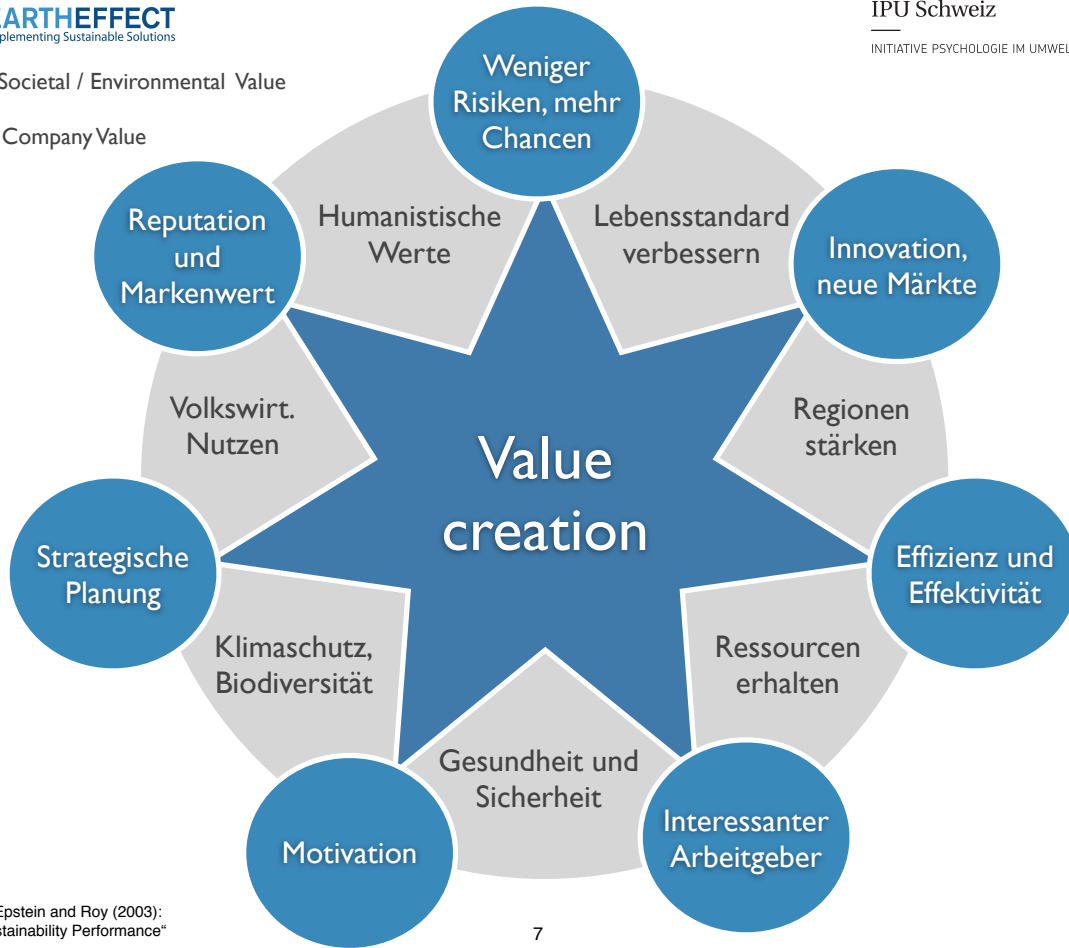 EARTHEFFECT
plementing Sustainable Solutions
IPU Schweiz
INITIATIVE PSYCHOLOGIE IM UMWEL
Societal / Environmental Value
Company Value
Weniger
Risiken, mehr
Chancen
Humanistische
Werte
Lebensstandard
verbessern
Reputation
und
Markenwert
Innovation,
neue Märkte
Volkswirt.
Nutzen
Regionen
stärken
Value
creation
Strategische
Planung
Effizienz und
Effektivität
Klimaschutz,
Biodiversität
Ressourcen
erhalten
Gesundheit und
Sicherheit
Motivation
Interessanter
Arbeitgeber
Epstein and Roy (2003):
tainability Performance“
7